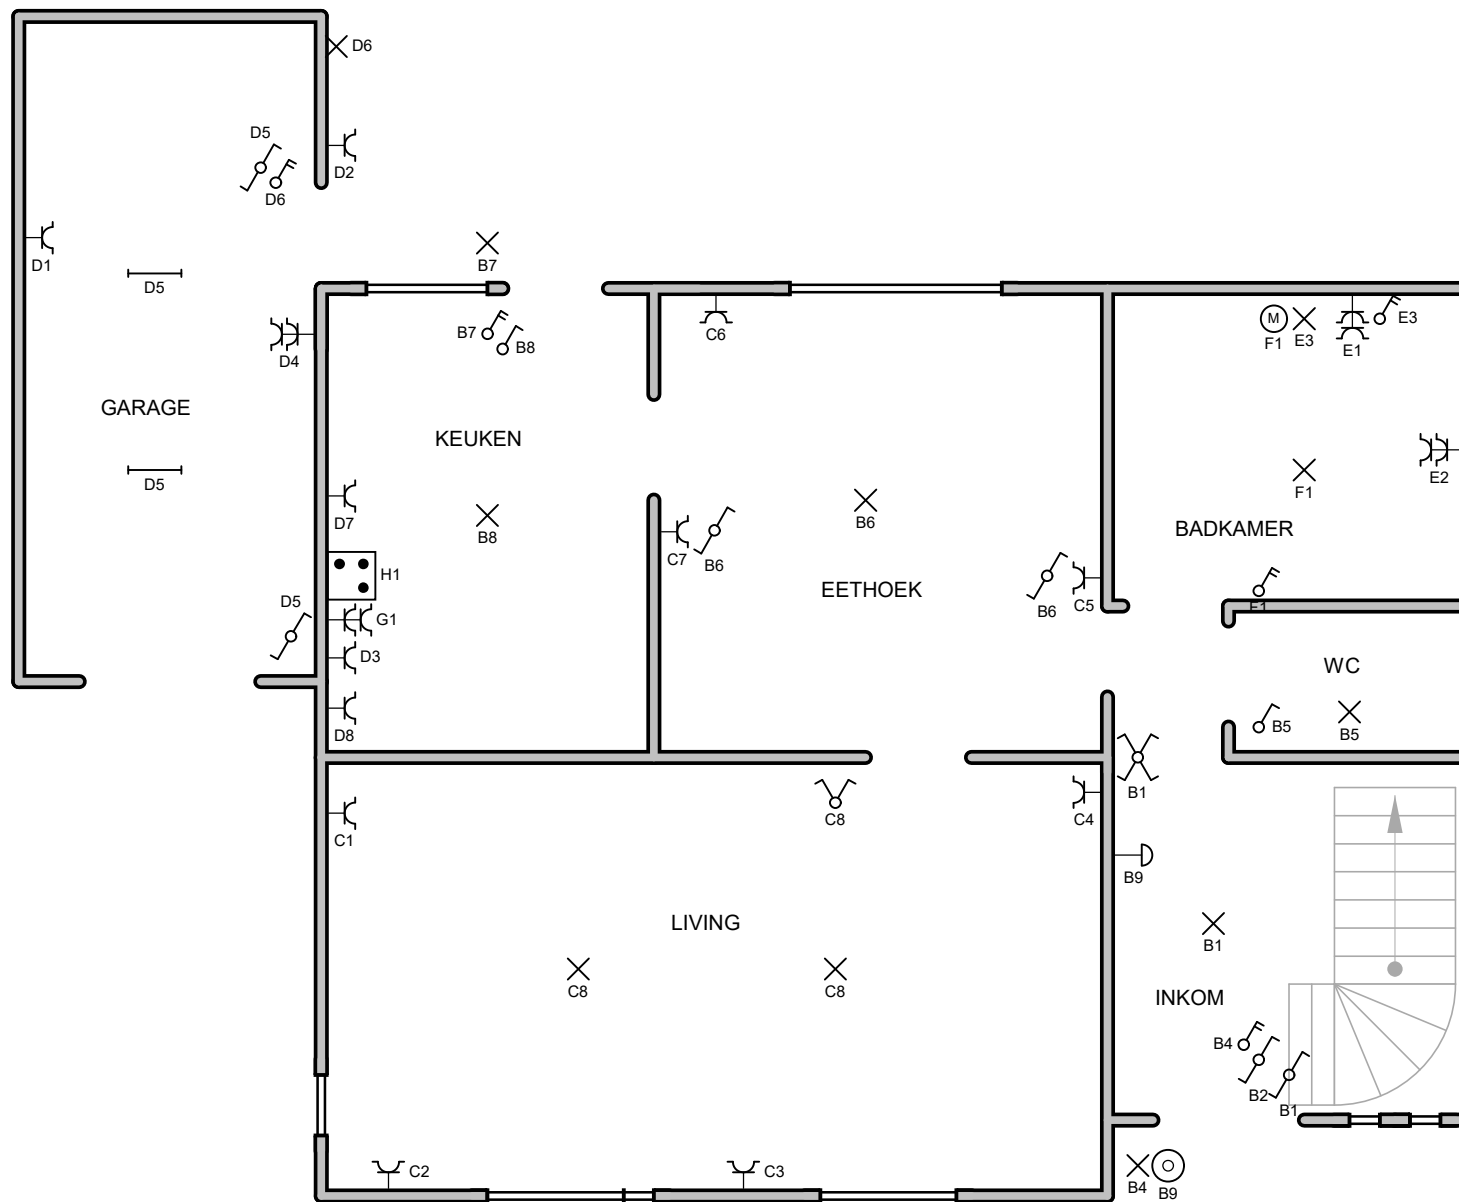 D6
D5
D2
D6
D1
D5
B7
B7
B8
C6
M
F1
E3
E3
E1
D4
GARAGE
KEUKEN
D5
D7
B8
B6
F1
E2
C7
B6
BADKAMER
H1
EETHOEK
D5
G1
B6
C5
F1
D3
WC
D8
B5
B5
B1
C1
C8
C4
B9
LIVING
B1
C8
C8
INKOM
B4
B2
B1
C2
C3
B4
B9